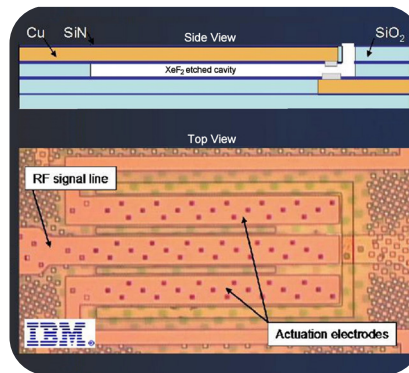 Cu
SiN
Side View
SiO2
XeF2 etched cavity
Top View
RF signal line
Actuation electrodes
IBM®